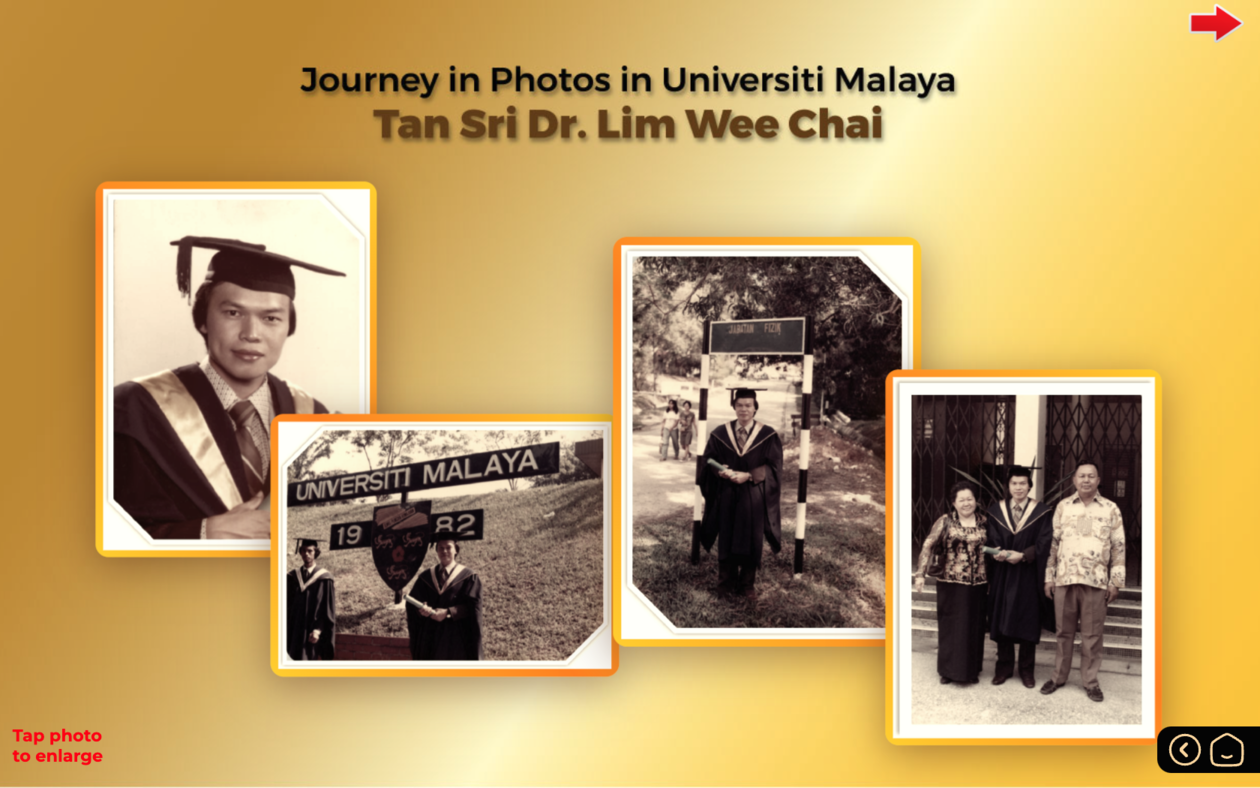 Journey in Photos in Universiti Malaya
Tan Sri Dr. Lim Wee Chai
JABATAN FIZIK
UNIVERSITI MALAYA
19 82
Tap photo
to enlarge